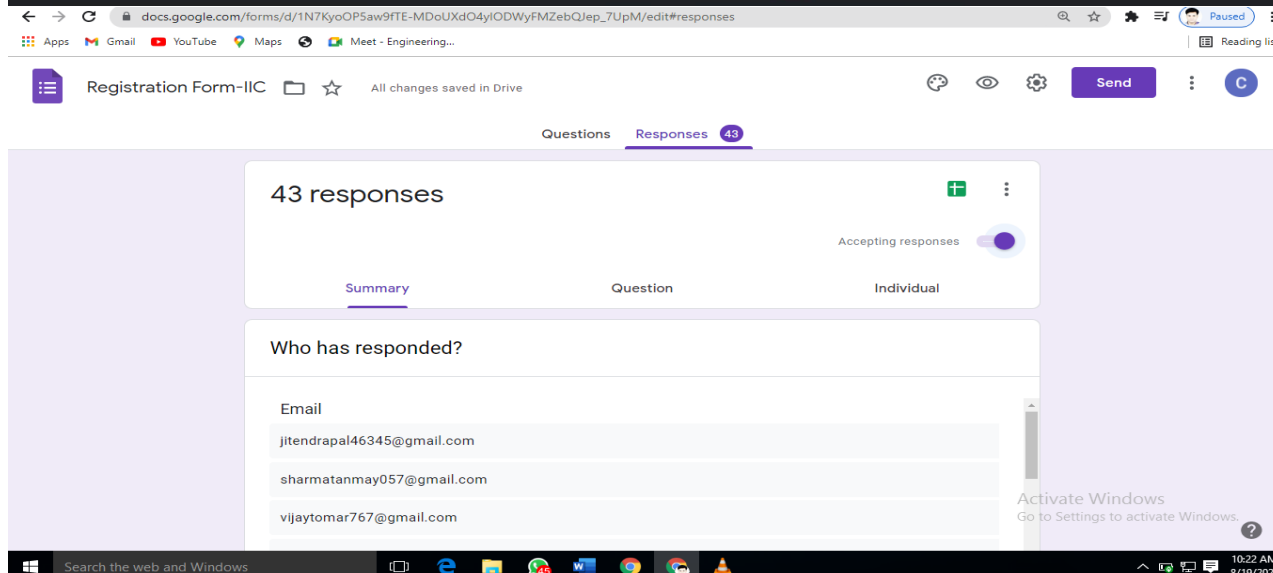 docs.google.com/forms/d/1N7KyoOP5aw9fTE-MDoUXdO4ylODWyFMZebQJep_7UpM/edit#responses
Paused
Apps Gmail YouTube Maps Meet - Engineering... Reading lis
Registration Form-IIC All changes saved in Drive Send C
Questions Responses 43
43 responses
Accepting responses
Summary Question Individual
Who has responded?
Email
jitendrapal46345@gmail.com
sharmatanmay057@gmail.com
vijaytomar767@gmail.com
Activate Windows
Go to Settings to activate Windows.
Search the web and Windows 45 10:22 AM